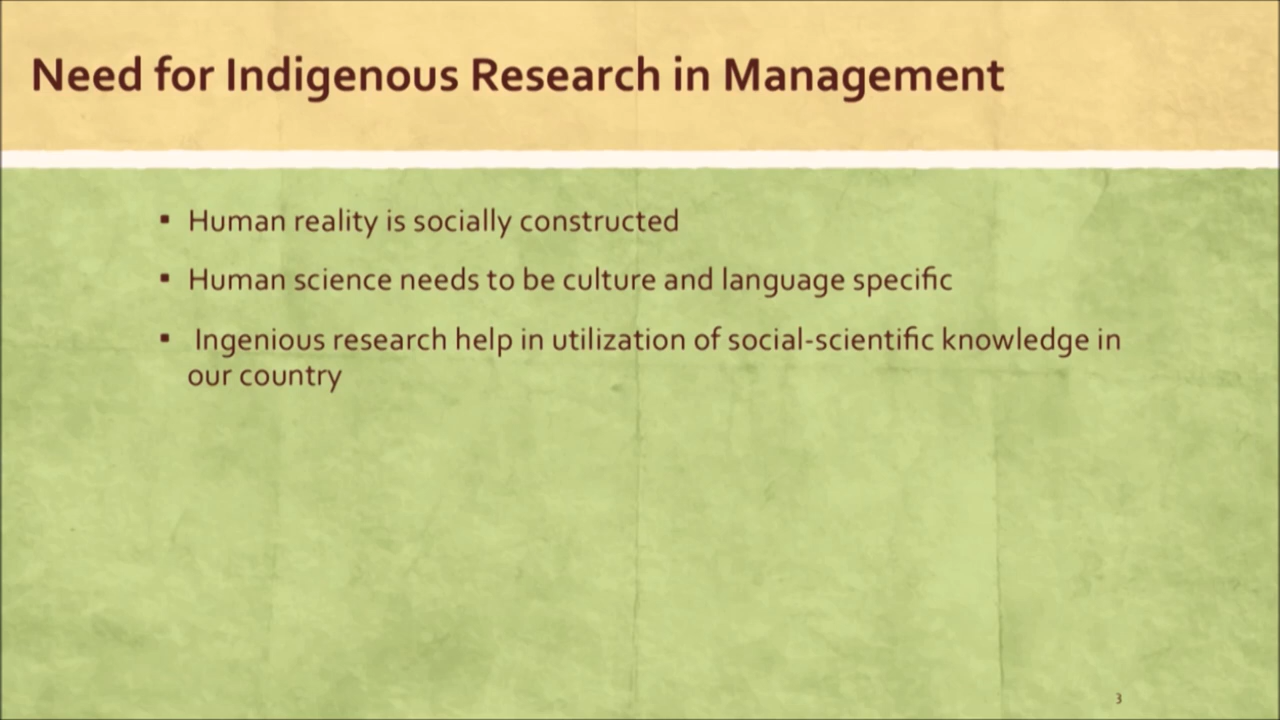 Need for Indigenous Research in Management
▪ Human reality is socially constructed
▪ Human science needs to be culture and language specific
▪ Ingenious research help in utilization of social-scientific knowledge in
our country
3